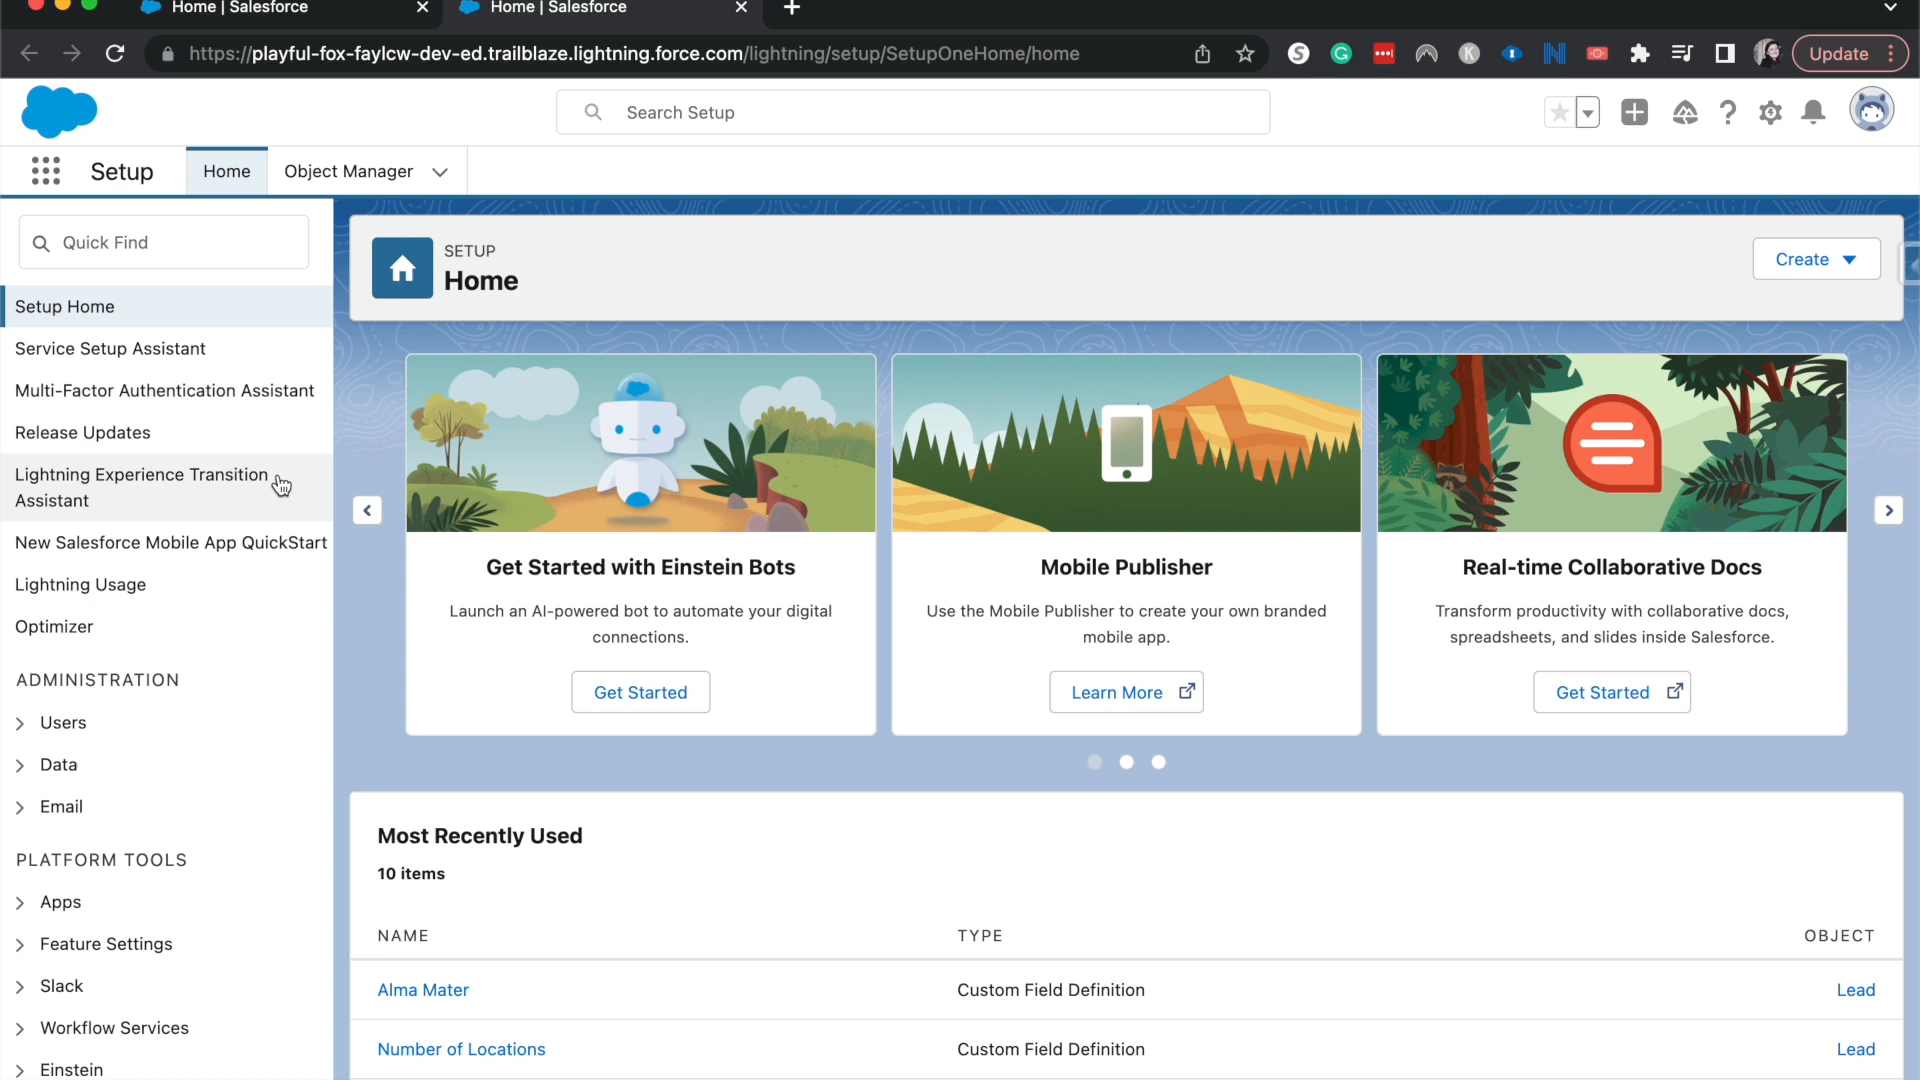 Home | Salesforce
Home | Salesforce
https://playful-fox-faylcw-dev-ed.trailblaze.lightning.force.com/lightning/setup/SetupOneHome/home
Update
Search Setup
Setup
Home
Object Manager
Quick Find
Setup Home
Service Setup Assistant
Multi-Factor Authentication Assistant
Release Updates
Lightning Experience Transition
Assistant
New Salesforce Mobile App QuickStart
Lightning Usage
Optimizer
ADMINISTRATION
Users
Data
Email
PLATFORM TOOLS
Apps
Feature Settings
Slack
Workflow Services
Einstein
SETUP
Home
Create
Get Started with Einstein Bots
Launch an AI-powered bot to automate your digital
connections.
Get Started
Mobile Publisher
Use the Mobile Publisher to create your own branded
mobile app.
Learn More
Real-time Collaborative Docs
Transform productivity with collaborative docs,
spreadsheets, and slides inside Salesforce.
Get Started
Most Recently Used
10 items
NAME TYPE OBJECT
Alma Mater Custom Field Definition Lead
Number of Locations Custom Field Definition Lead